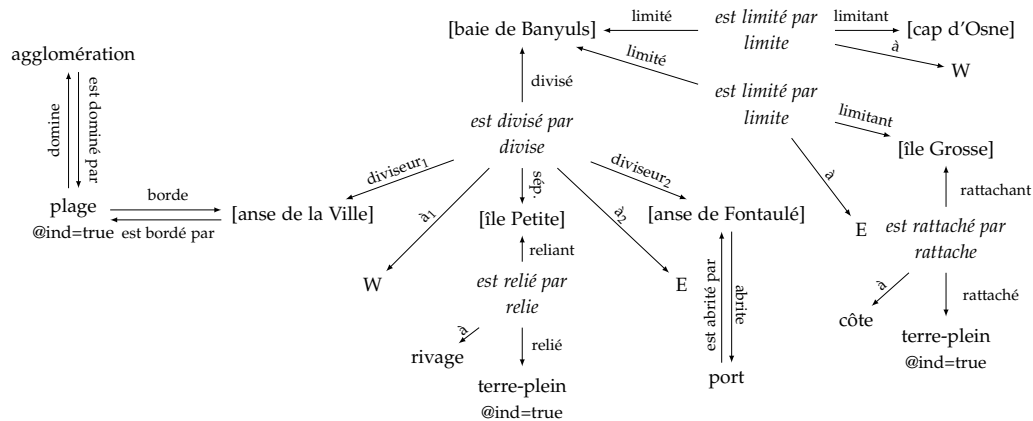 est limité par
limite
limité
limitant
[baie de Banyuls]
[cap d'Osne]
à
W
agglomération
limité
est limité par
limite
divisé
limitant
domine
est dominé par
est divisé par
divise
[île Grosse]
diviseur₁
sép.
diviseur₂
à
rattachant
plage
@ind=true
borde
est bordé par
[anse de la Ville]
à₁
[île Petite]
à₂
[anse de Fontaulé]
E
est rattaché par
rattache
reliant
W
est relié par
relie
E
est abrité par
abrite
à
rattaché
côte
à
rivage
relié
terre-plein
@ind=true
port
terre-plein
@ind=true